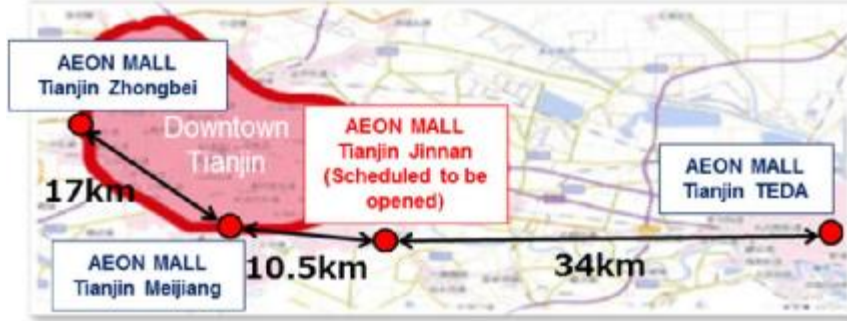 AEON MALL
Tianjin Zhongbei
Downtown
Tianjin
AEON MALL
Tianjin Jinnan
(Scheduled to be
opened)
AEON MALL
Tianjin TEDA
17km
AEON MALL
Tianjin Meijiang
10.5km
34km